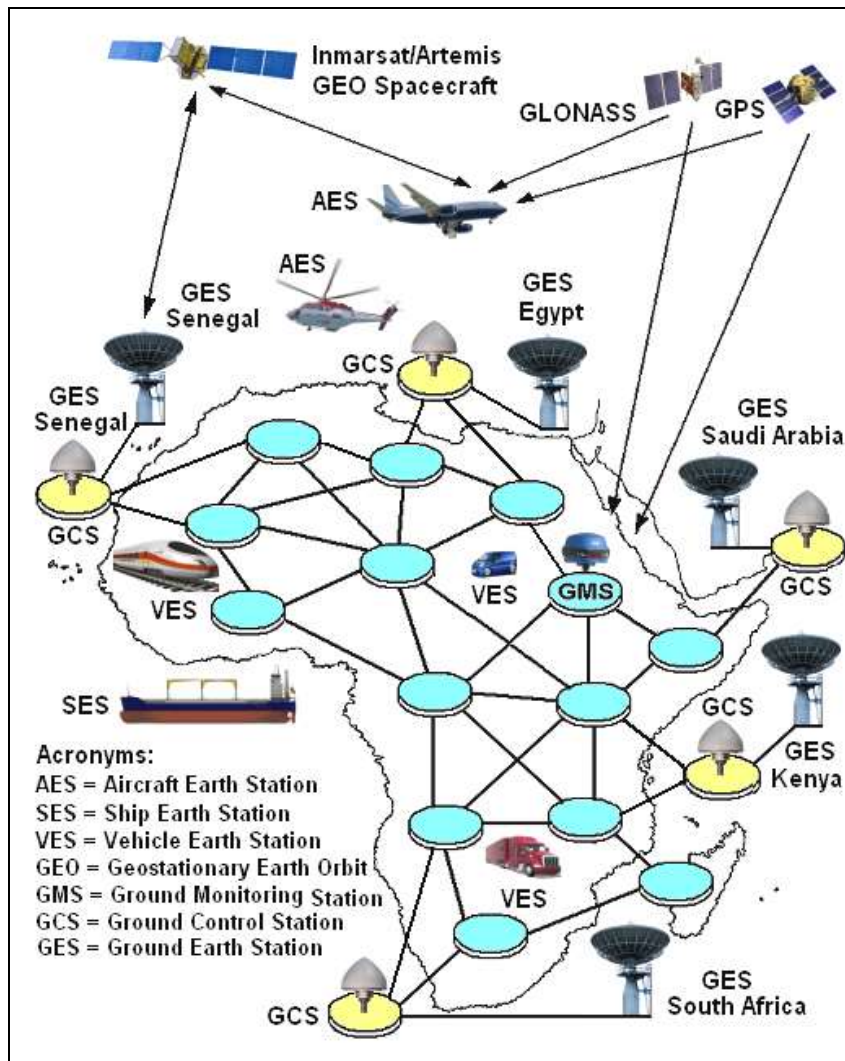 Inmarsat/Artemis
GEO Spacecraft
GLONASS
GPS
AES
AES
GES
Senegal
GES
Egypt
GCS
GES
Senegal
GES
Saudi Arabia
GCS
GCS
VES
VES
GMS
SES
GCS
GES
Kenya
Acronyms:
AES = Aircraft Earth Station
SES = Ship Earth Station
VES = Vehicle Earth Station
GEO = Geostationary Earth Orbit
GMS = Ground Monitoring Station
GCS = Ground Control Station
GES = Ground Earth Station
VES
GCS
GES
South Africa